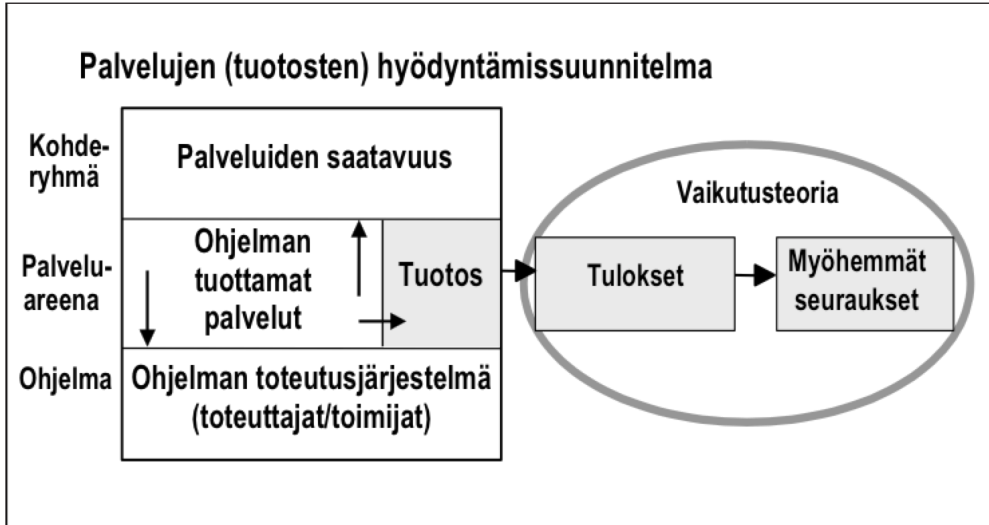 Palvelujen (tuotosten) hyödyntämissuunnitelma
Kohde-
ryhmä
Palveluiden saatavuus
Palvelu-
areena
Ohjelman
tuottamat
palvelut
Tuotos
Ohjelma
Ohjelman toteutusjärjestelmä
(toteuttajat/toimijat)
Vaikutusteoria
Tulokset
Myöhemmät
seuraukset